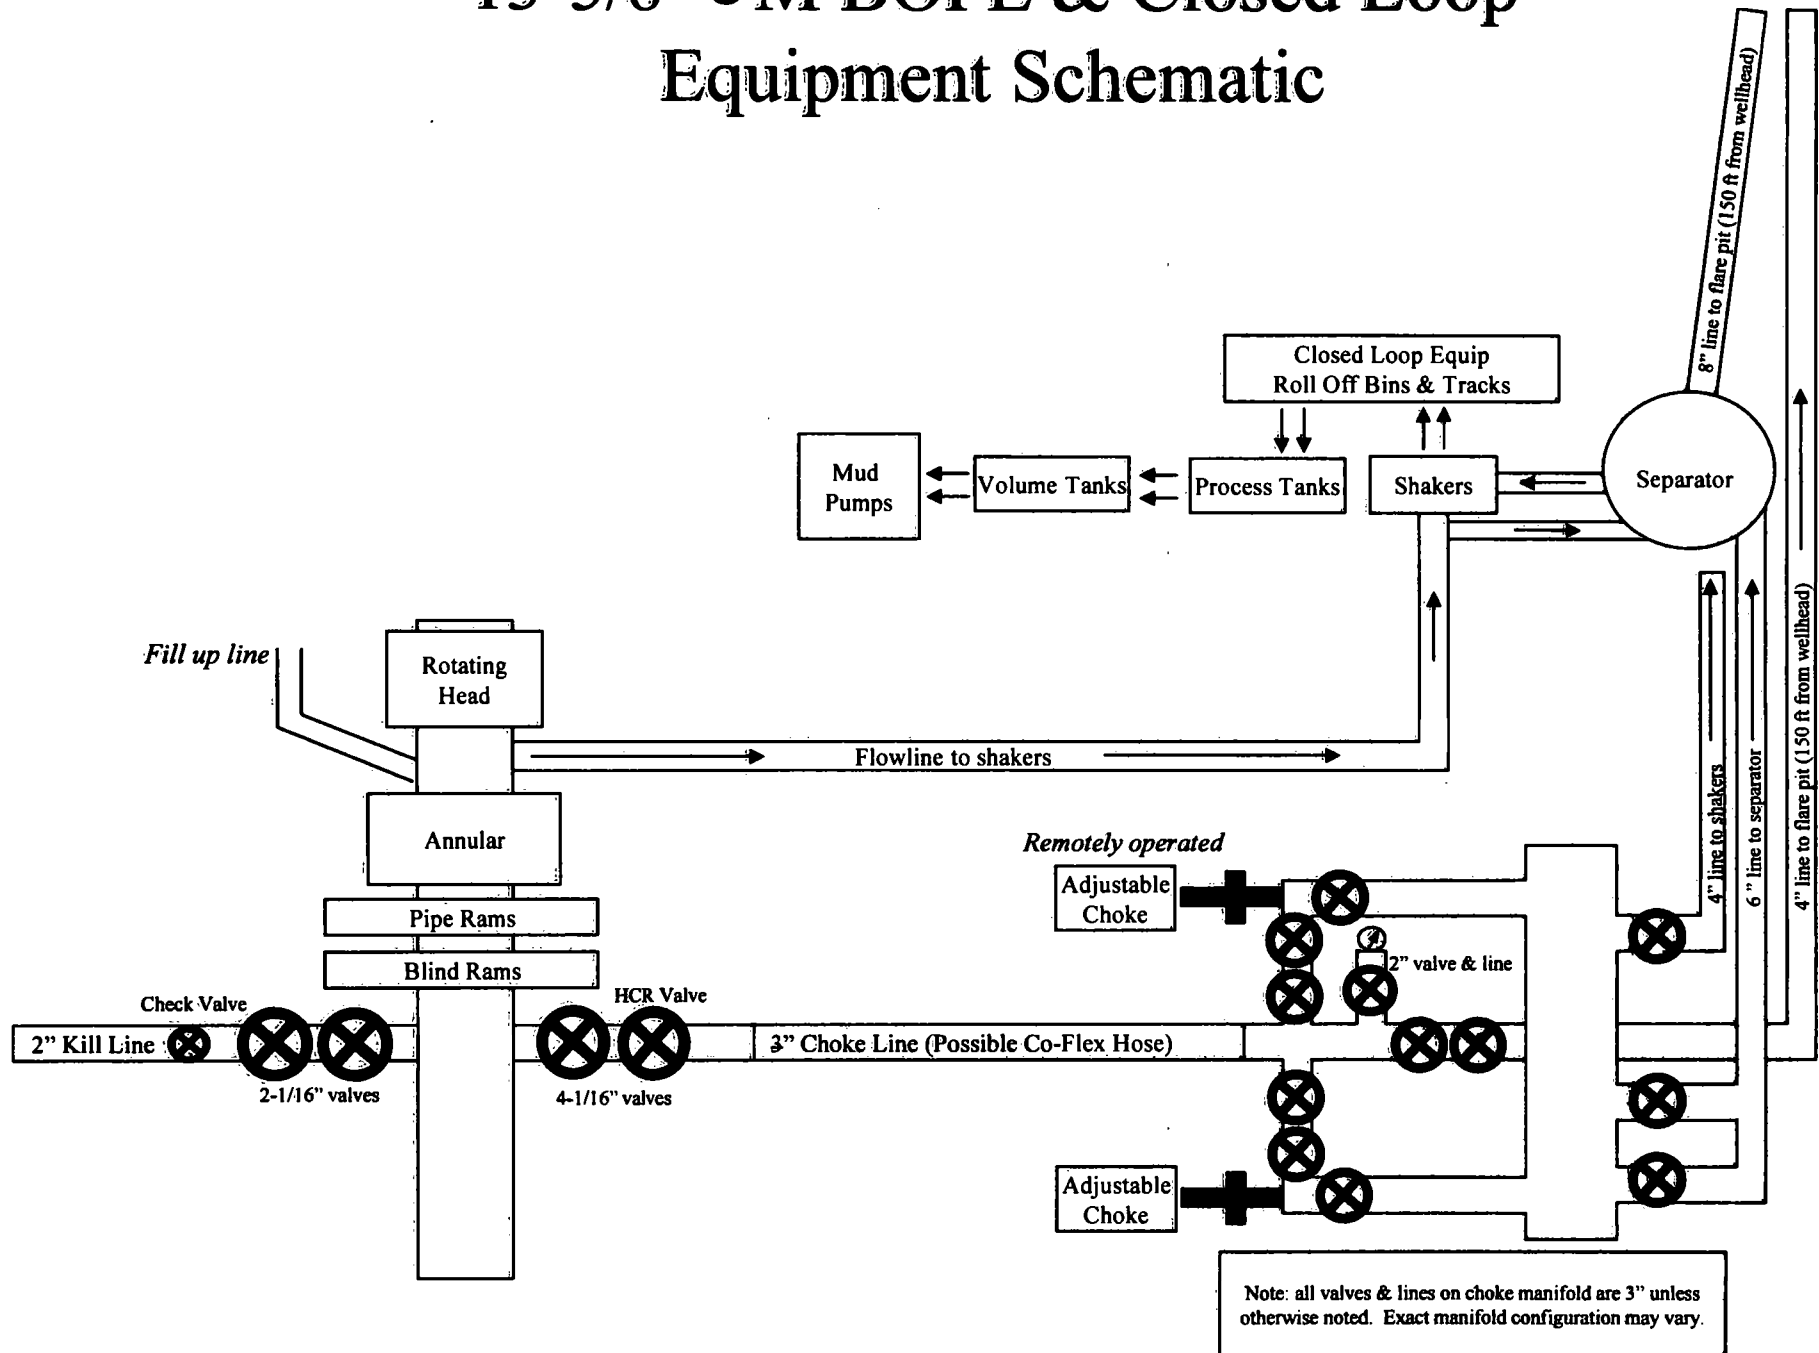 Equipment Schematic
8" line to flare pit (150 ft from wellhead)
Closed Loop Equip
Roll Off Bins & Tracks
Mud
Pumps
Volume Tanks
Process Tanks
Shakers
Separator
Fill up line
Rotating
Head
Flowline to shakers
Annular
Pipe Rams
Blind Rams
Check Valve
HCR Valve
2" Kill Line
3" Choke Line (Possible Co-Flex Hose)
2-1/16" valves
4-1/16" valves
Remotely operated
Adjustable
Choke
2" valve & line
Adjustable
Choke
4" line to shakers
6" line to separator
4" line to flare pit (150 ft from wellhead)
Note: all valves & lines on choke manifold are 3" unless
otherwise noted. Exact manifold configuration may vary.